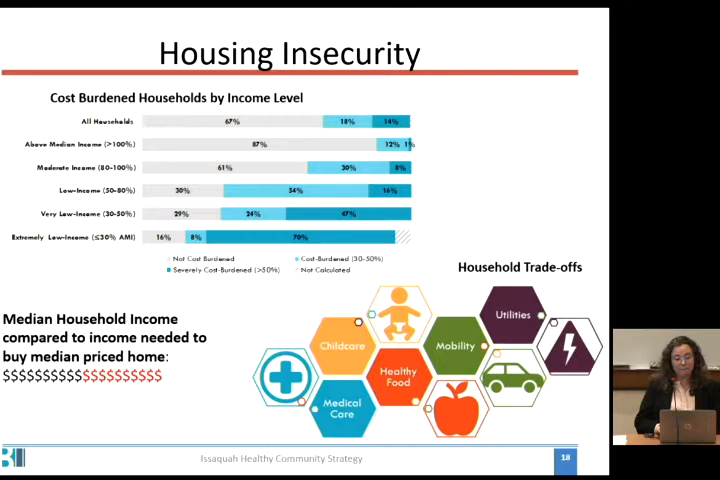 Housing Insecurity
Cost Burdened Households by Income Level
All Households 67% 18% 14%
Above Median Income (>100%) 87% 12% 1%
Moderate Income (80-100%) 61% 30% 8%
Low-Income (50-80%) 30% 54% 16%
Very Low-Income (30-50%) 29% 24% 47%
Extremely Low-Income (≤30% AMI) 16% 8% 70%
Not Cost Burdened Cost-Burdened (30-50%)
Severely Cost-Burdened (>50%) Not Calculated
Household Trade-offs
Median Household Income
compared to income needed to
buy median priced home:
$$$$$$$$$$$$$$$$$$$$
Utilities
Childcare
Mobility
Healthy
Food
Medical
Care
Issaquah Healthy Community Strategy 18